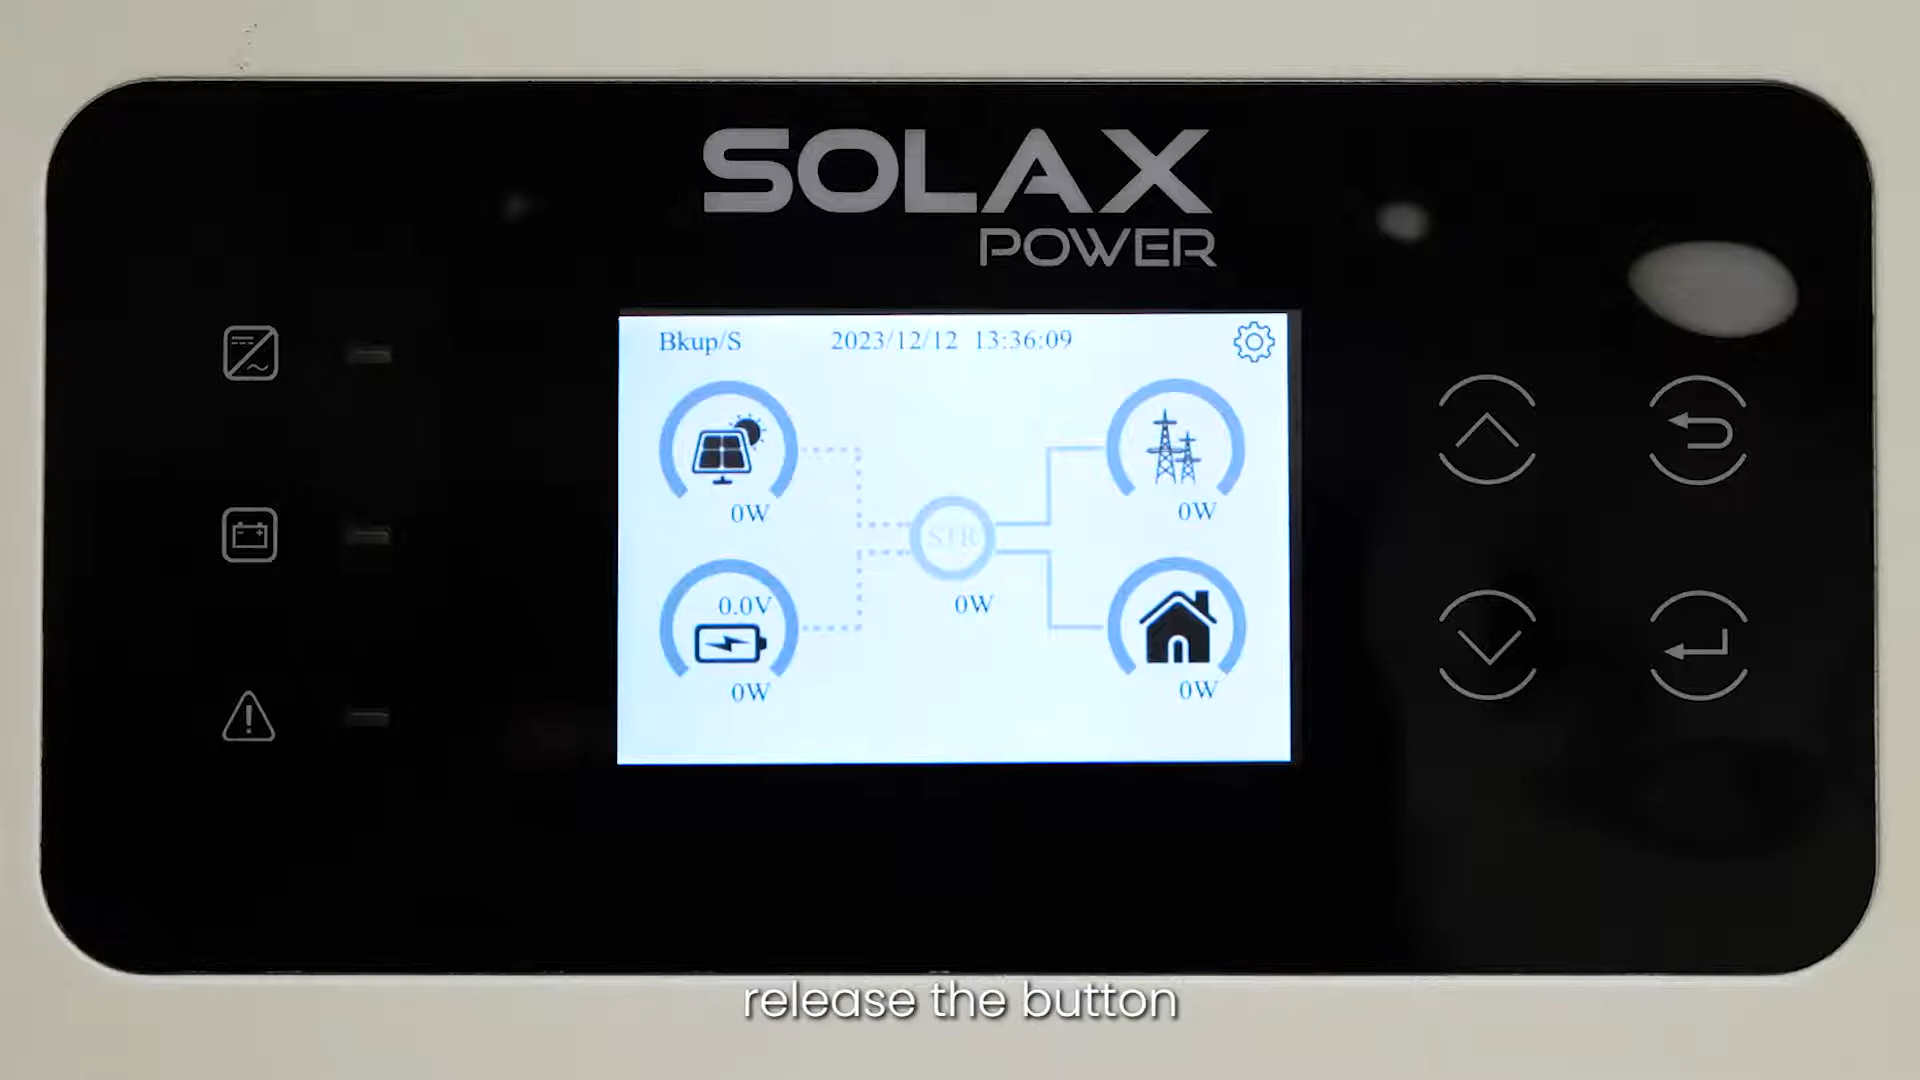 SOLAX
POWER
Bkup/S 2023/12/12 13:36:09
0W
0W
STR
0W
0.0V
0W
0W
release the button